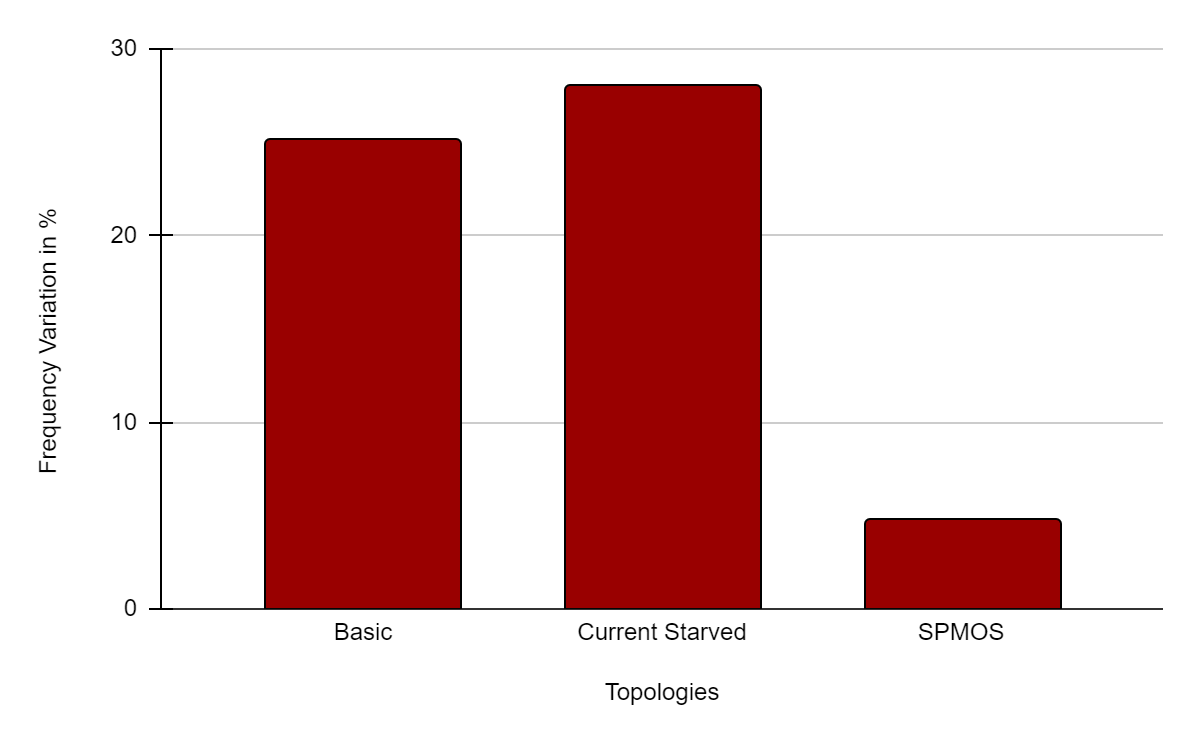 30
20
10
0
Frequency Variation in %
Basic
Current Starved
SPMOS
Topologies